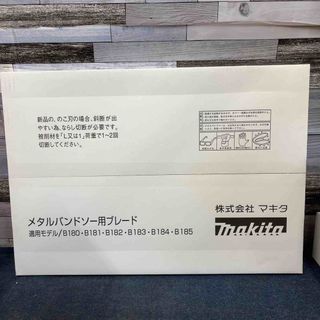 新品の、のこ刃の場合、斜断が出
やすい為、ならし切断が必要です。
被削材を「L又は1」荷重で1~2回
切断してください。
メタルバンドソー用ブレード
適用モデル/B180・B181・B182・B183・B184・B185
株式会社 マキタ
makita